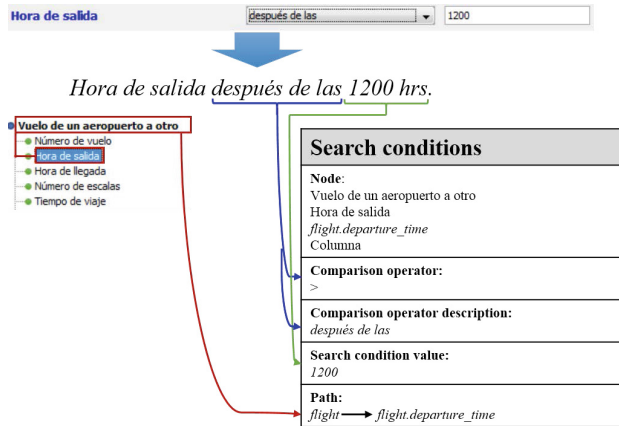 Hora de salida después de las 1200
Hora de salida después de las 1200 hrs.
Vuelo de un aeropuerto a otro
Número de vuelo
Hora de salida
Hora de llegada
Número de escalas
Tiempo de viaje
Search conditions
Node:
Vuelo de un aeropuerto a otro
Hora de salida
flight.departure_time
Columna
Comparison operator:
>
Comparison operator description:
después de las
Search condition value:
1200
Path:
flight → flight.departure_time